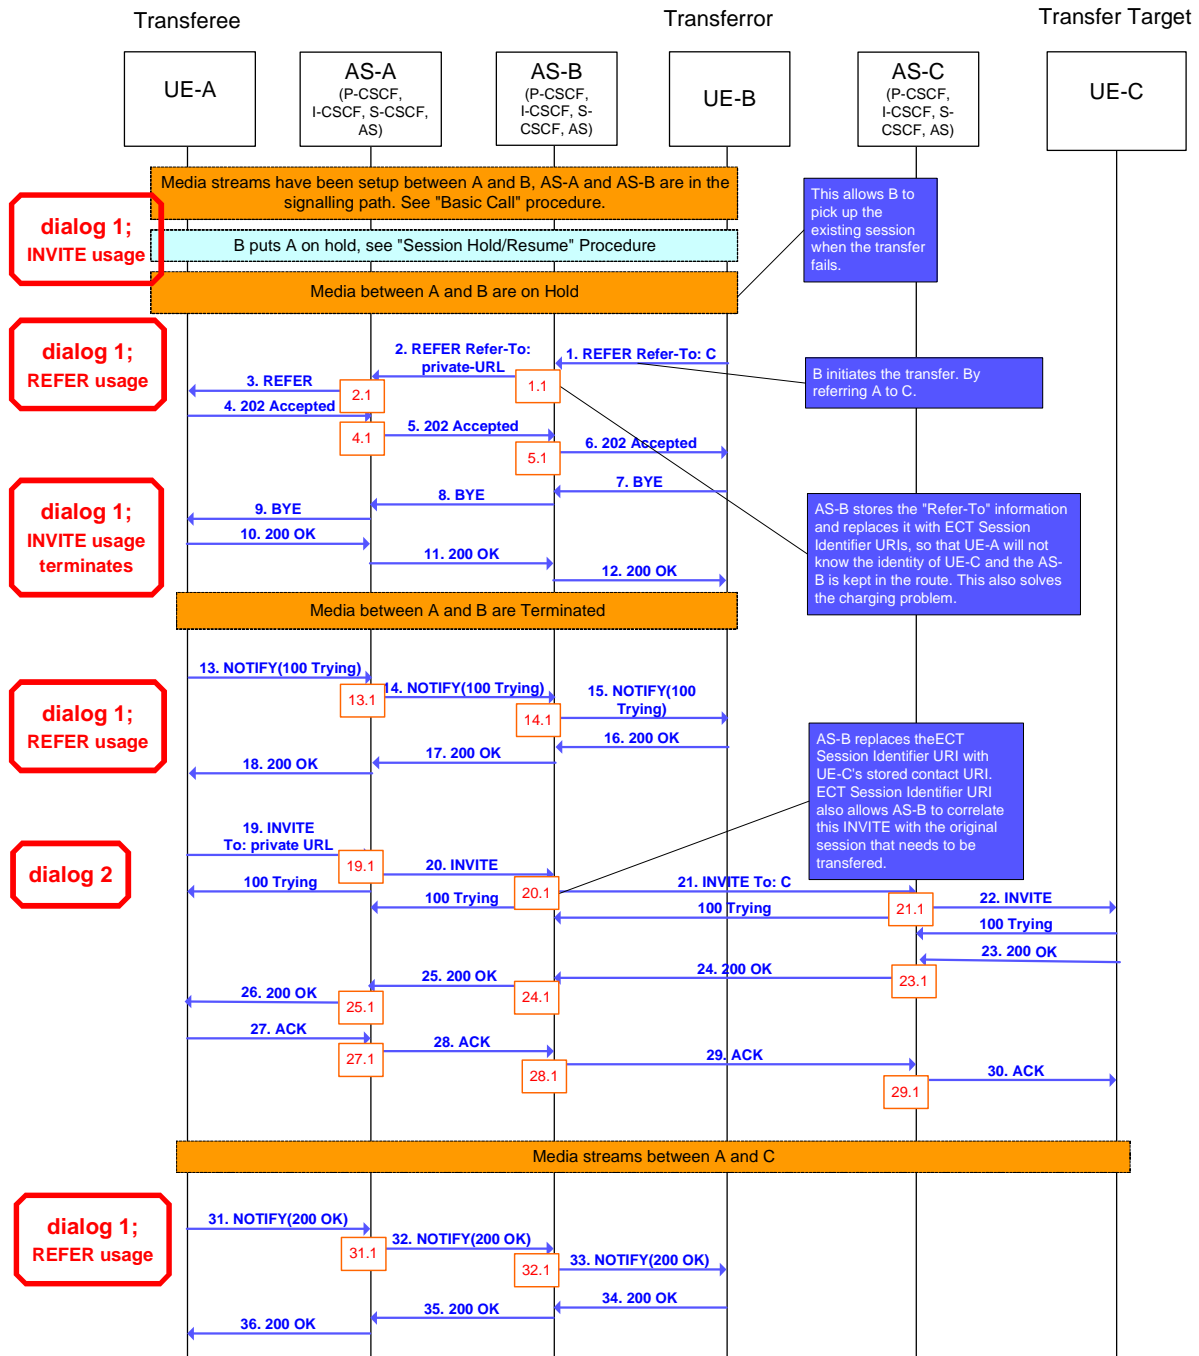 Transferee
Transferror
Transfer Target
UE-A
AS-A
(P-CSCF,
I-CSCF, S-CSCF,
AS)
AS-B
(P-CSCF,
I-CSCF, S-
CSCF, AS)
UE-B
AS-C
(P-CSCF,
I-CSCF, S-
CSCF, AS)
UE-C
Media streams have been setup between A and B, AS-A and AS-B are in the
signalling path. See "Basic Call" procedure.
This allows B to
pick up the
existing session
when the transfer
fails.
dialog 1;
INVITE usage
B puts A on hold, see "Session Hold/Resume" Procedure
Media between A and B are on Hold
dialog 1;
REFER usage
1. REFER Refer-To: C
2. REFER Refer-To:
private-URL
1.1
3. REFER
2.1
B initiates the transfer. By
referring A to C.
4. 202 Accepted
4.1
5. 202 Accepted
5.1
6. 202 Accepted
dialog 1;
INVITE usage
terminates
7. BYE
8. BYE
9. BYE
10. 200 OK
11. 200 OK
12. 200 OK
AS-B stores the "Refer-To" information
and replaces it with ECT Session
Identifier URIs, so that UE-A will not
know the identity of UE-C and the AS-
B is kept in the route. This also solves
the charging problem.
Media between A and B are Terminated
13. NOTIFY(100 Trying)
13.1
14. NOTIFY(100 Trying)
14.1
15. NOTIFY(100
Trying)
dialog 1;
REFER usage
16. 200 OK
17. 200 OK
18. 200 OK
AS-B replaces theECT
Session Identifier URI with
UE-C's stored contact URI.
ECT Session Identifier URI
also allows AS-B to correlate
this INVITE with the original
session that needs to be
transfered.
19. INVITE
To: private URL
19.1
dialog 2
20. INVITE
100 Trying
20.1
21. INVITE To: C
100 Trying
21.1
22. INVITE
100 Trying
100 Trying
23. 200 OK
23.1
24. 200 OK
24.1
25. 200 OK
25.1
26. 200 OK
27. ACK
27.1
28. ACK
28.1
29. ACK
29.1
30. ACK
Media streams between A and C
dialog 1;
REFER usage
31. NOTIFY(200 OK)
31.1
32. NOTIFY(200 OK)
32.1
33. NOTIFY(200 OK)
34. 200 OK
35. 200 OK
36. 200 OK